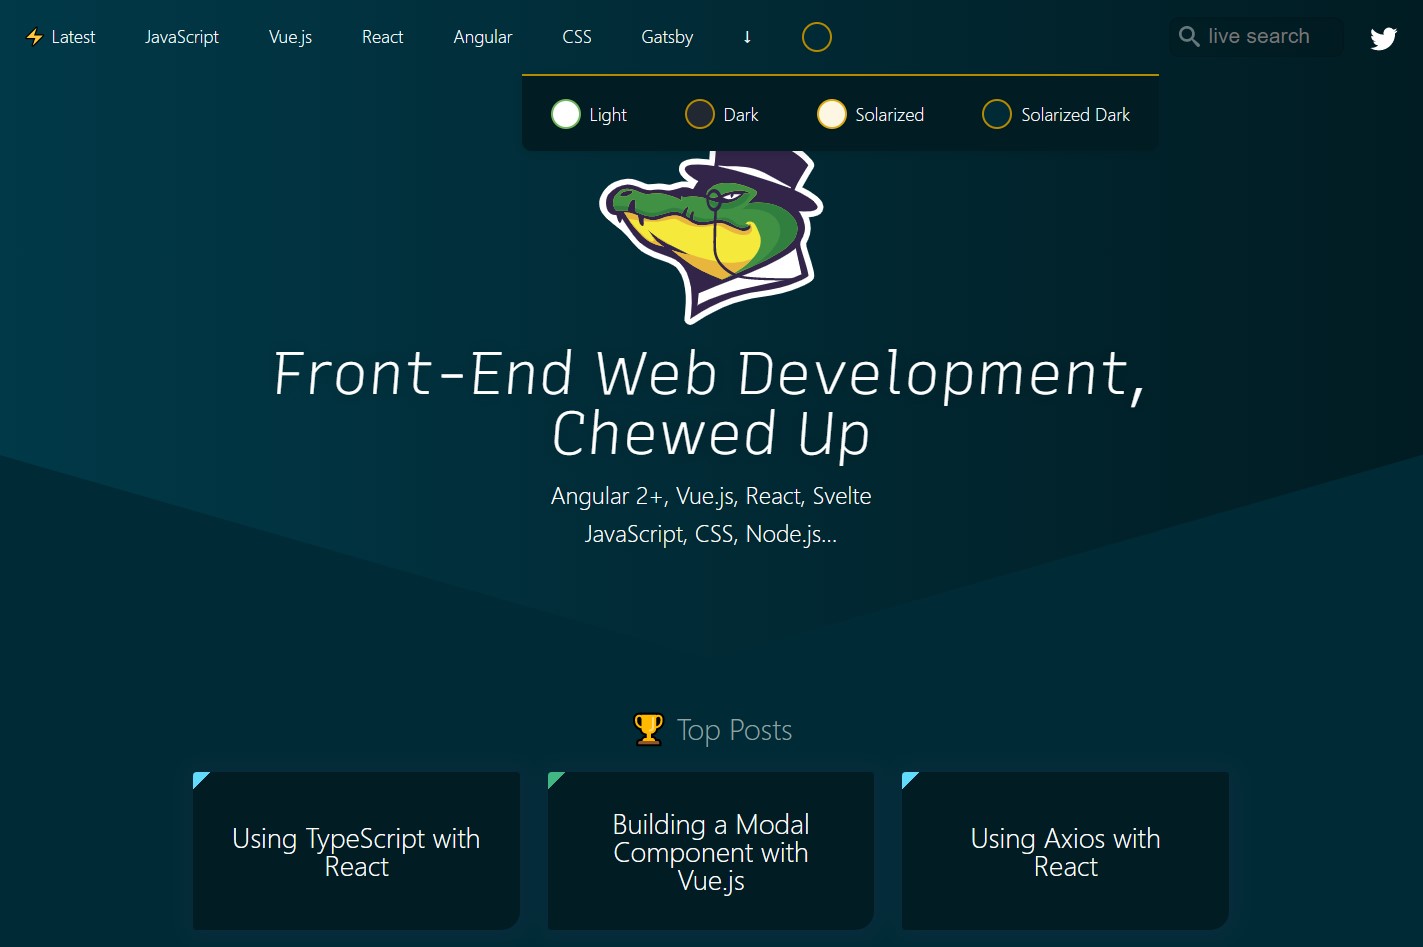 ⚡ Latest JavaScript Vue.js React Angular CSS Gatsby ↓ live search
Light Dark Solarized Solarized Dark
Front-End Web Development,
Chewed Up
Angular 2+, Vue.js, React, Svelte
JavaScript, CSS, Node.js...
🏆 Top Posts
Using TypeScript with
React
Building a Modal
Component with
Vue.js
Using Axios with
React